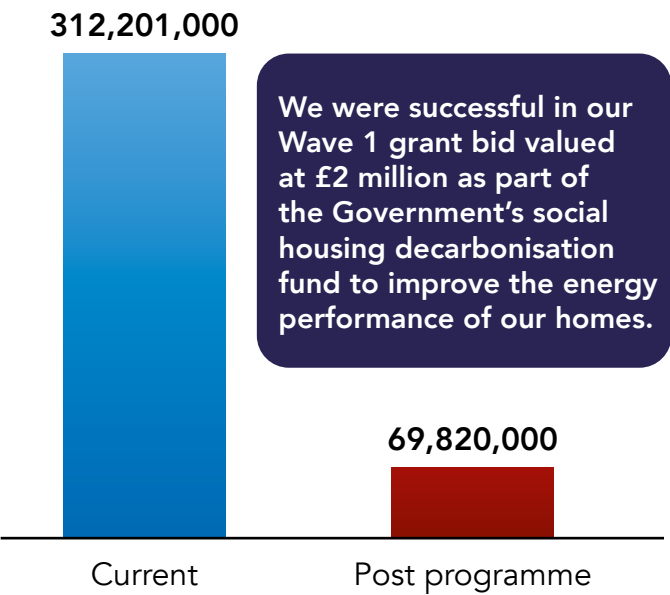 312,201,000
We were successful in our
Wave 1 grant bid valued
at £2 million as part of
the Government’s social
housing decarbonisation
fund to improve the energy
performance of our homes.
69,820,000
Current
Post programme